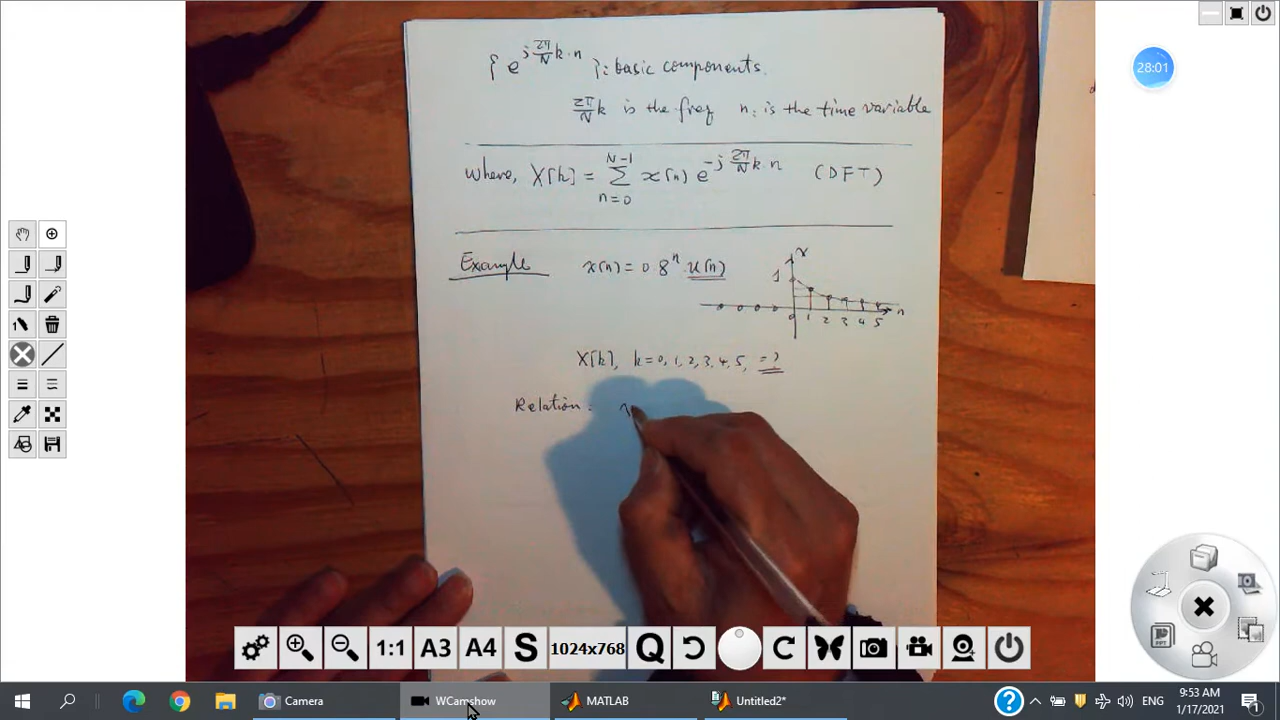 { e^{j 2π/N k·n} }: basic components.
2π/N k is the freq n: is the time variable
where, X[k] = Σ_{n=0}^{N-1} x[n] e^{-j 2π/N k·n} (DFT)
Example x[n] = 0.8^n u[n]
x
1
0 1 2 3 4 5 n
X[k], k=0, 1, 2, 3, 4, 5, =?
Relation:
28:01
1:1 A3 A4 S 1024x768 Q
PPT
Camera WCamshow MATLAB Untitled2* ENG 9:53 AM
1/17/2021
1